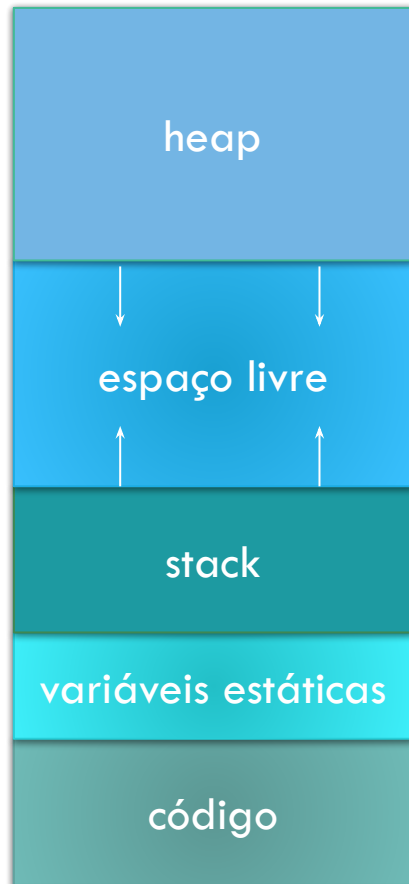 heap
espaço livre
stack
variáveis estáticas
código